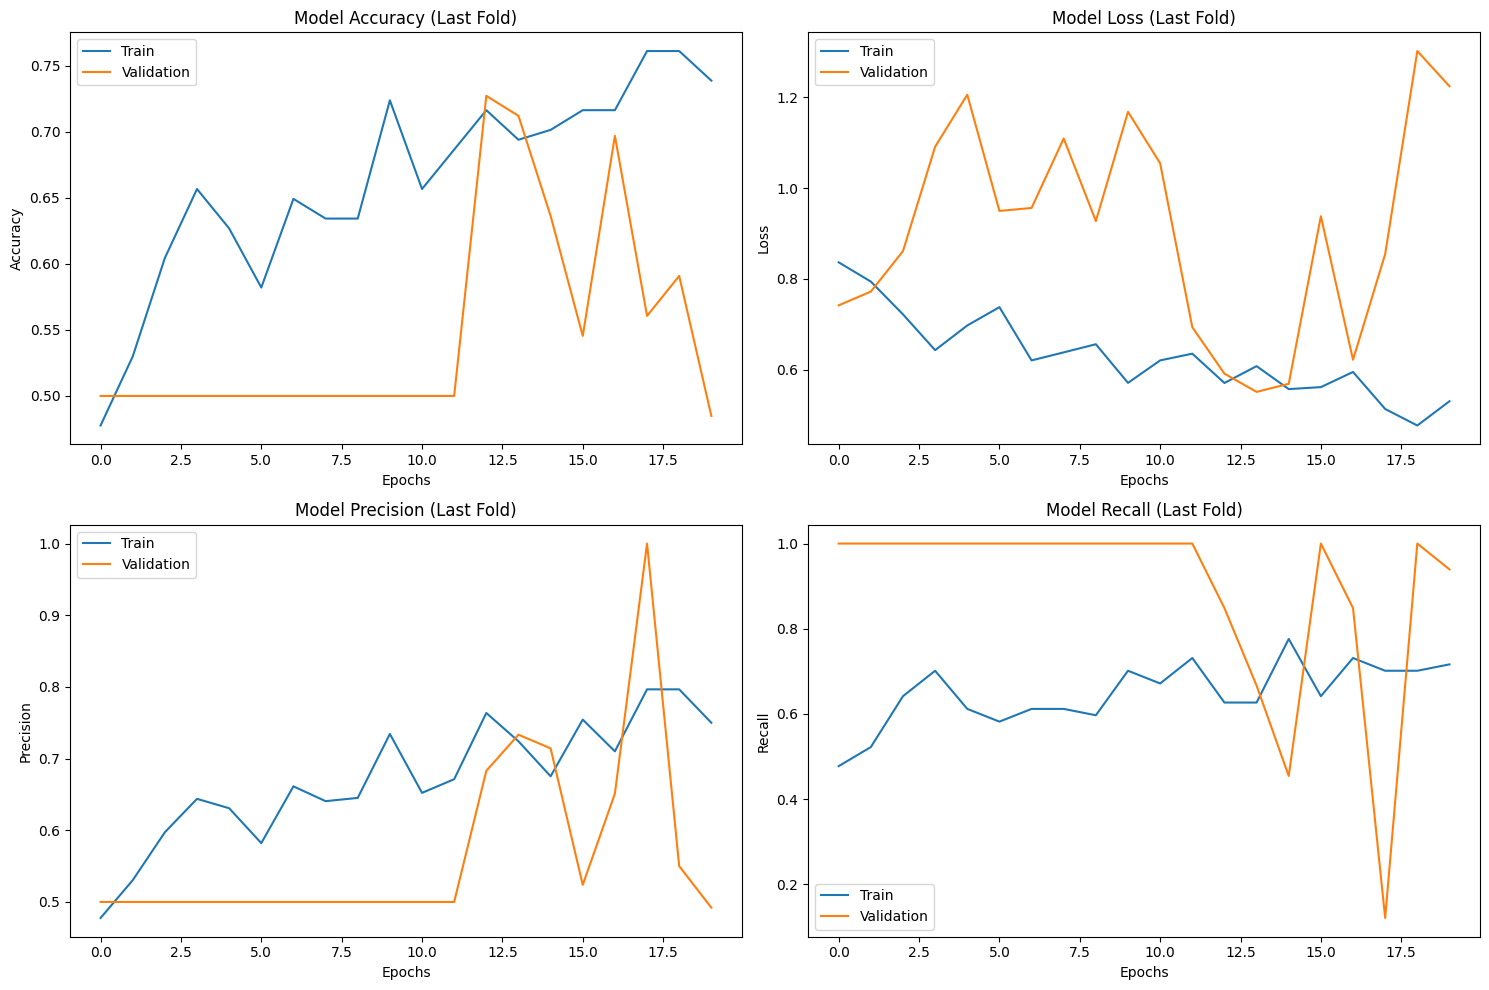 Model Accuracy (Last Fold)
Train
Validation
0.75
0.70
0.65
0.60
0.55
0.50
Accuracy
0.0 2.5 5.0 7.5 10.0 12.5 15.0 17.5
Epochs
Model Loss (Last Fold)
Train
Validation
1.2
1.0
0.8
0.6
Loss
0.0 2.5 5.0 7.5 10.0 12.5 15.0 17.5
Epochs
Model Precision (Last Fold)
Train
Validation
1.0
0.9
0.8
0.7
0.6
0.5
Precision
0.0 2.5 5.0 7.5 10.0 12.5 15.0 17.5
Epochs
Model Recall (Last Fold)
1.0
0.8
0.6
0.4
0.2
Recall
Train
Validation
0.0 2.5 5.0 7.5 10.0 12.5 15.0 17.5
Epochs